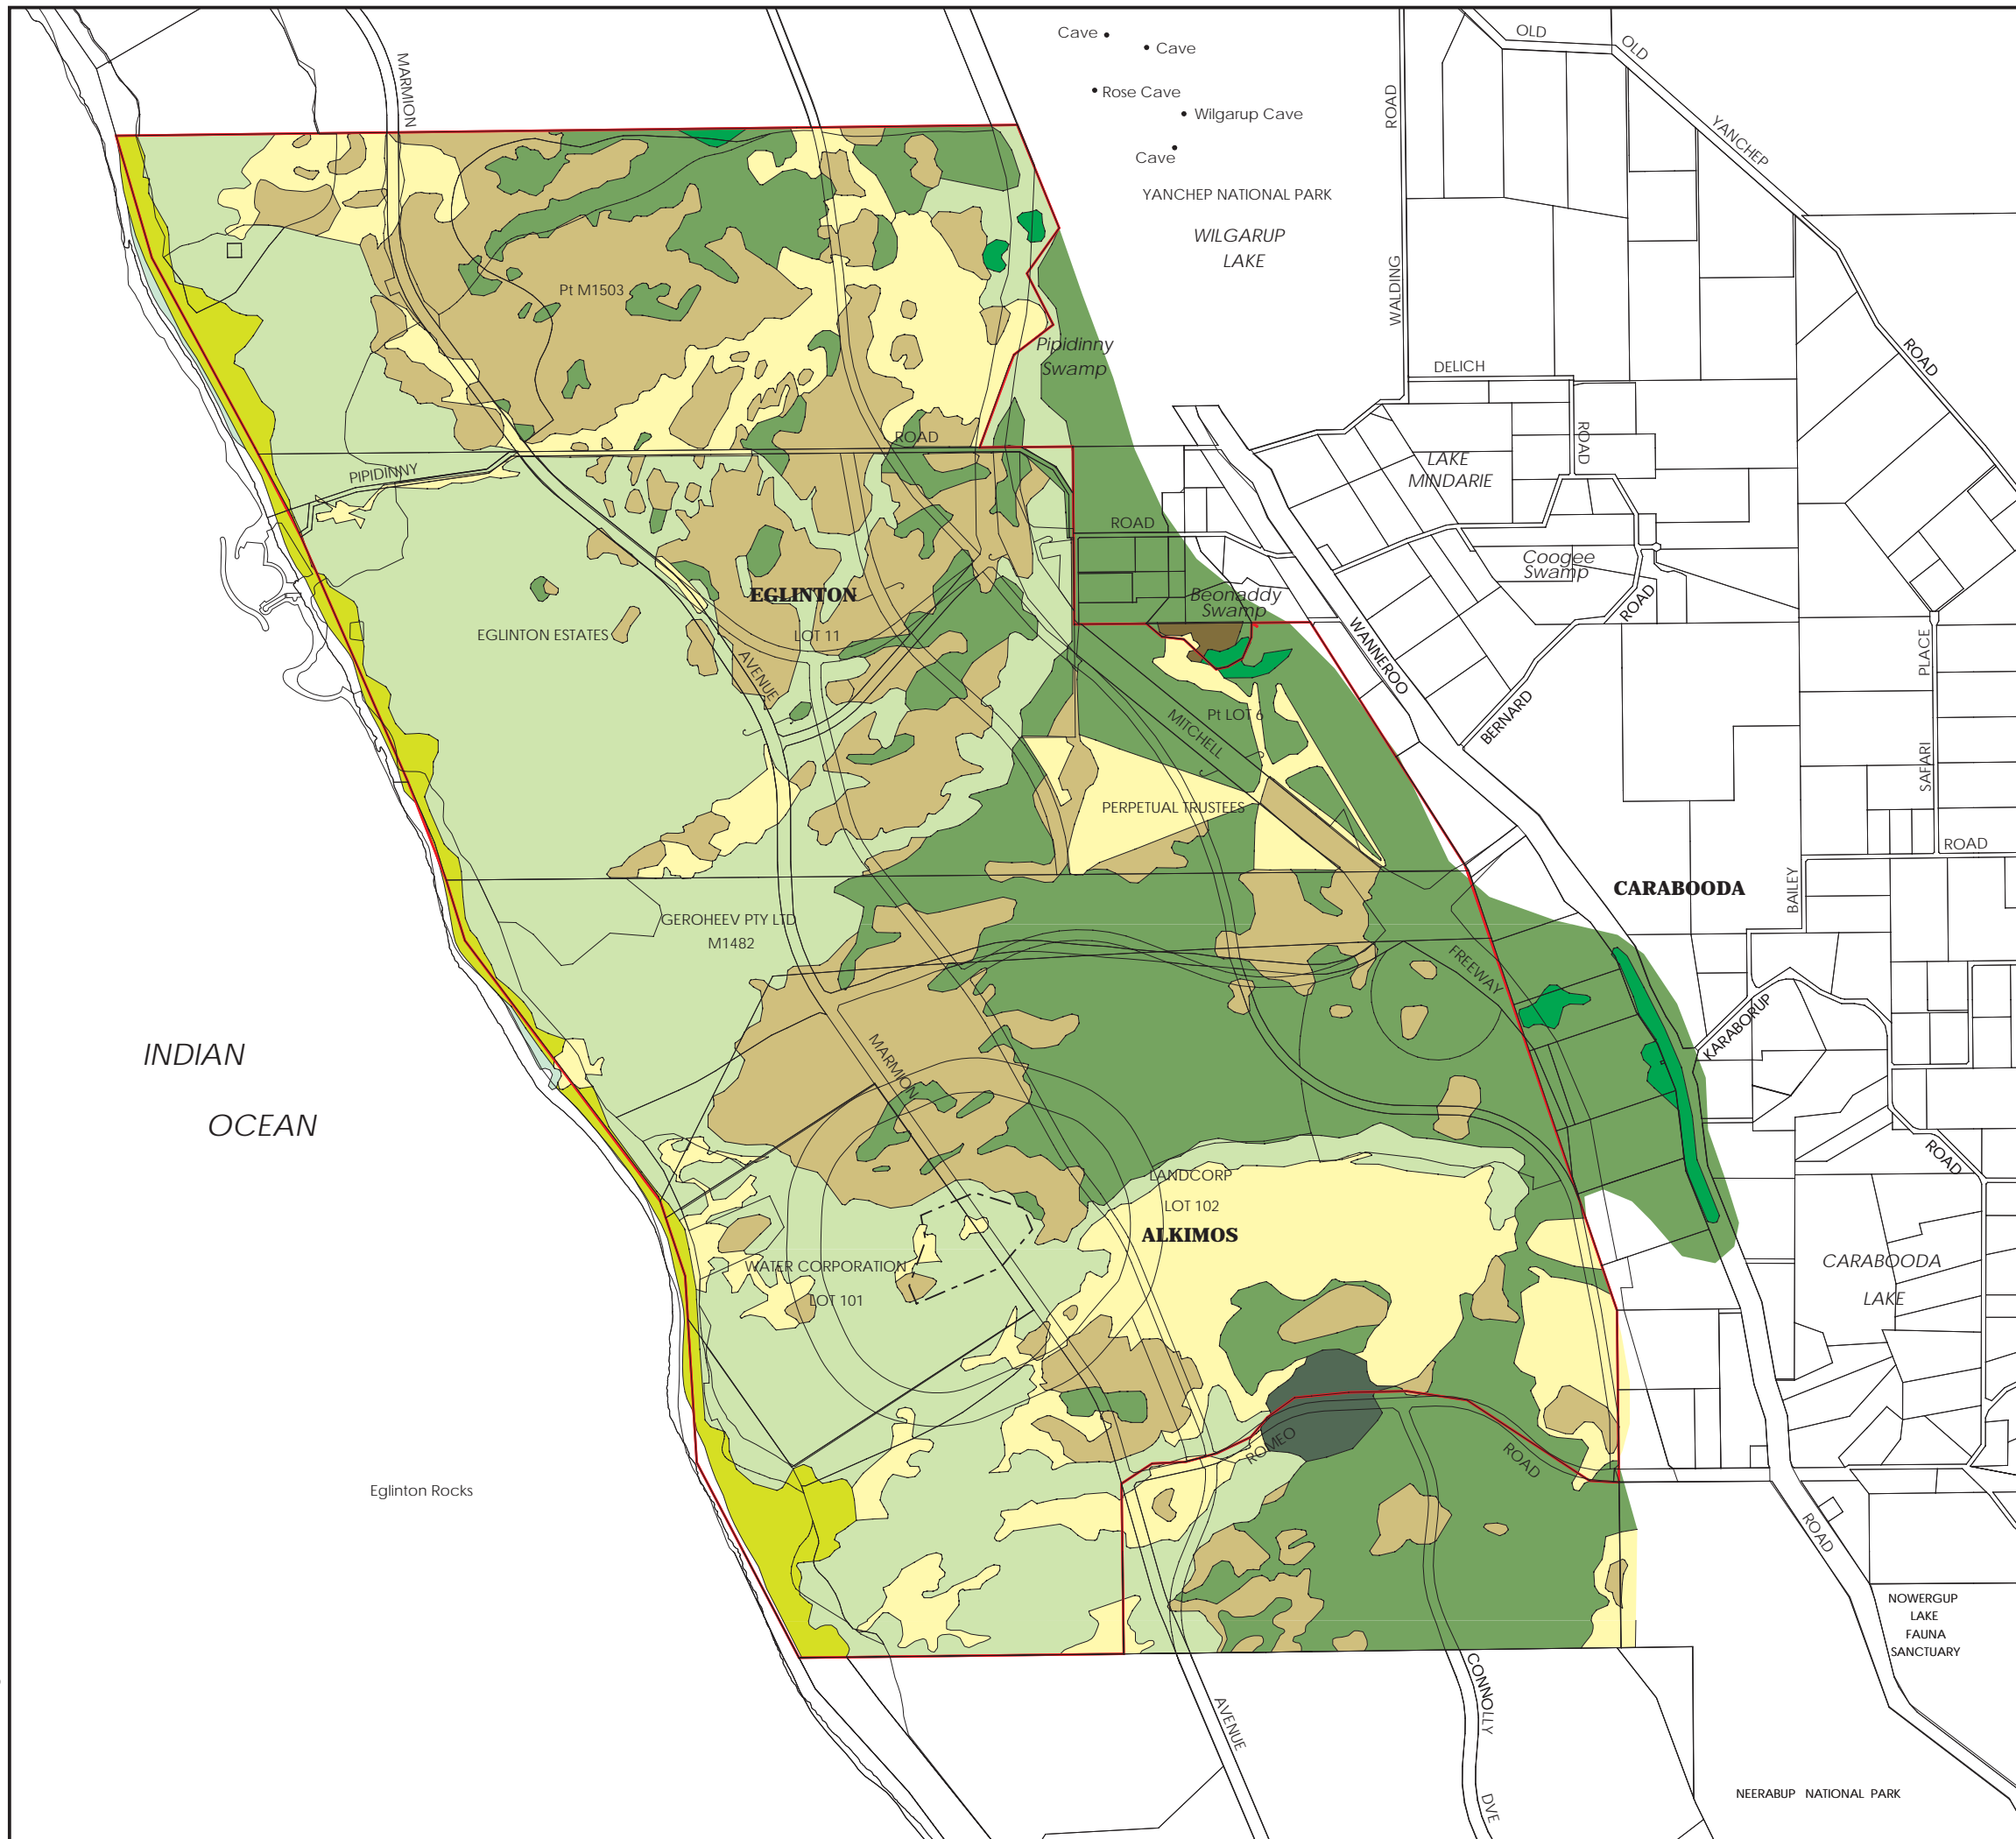 Cave
Cave
OLD
OLD
MARMION
Rose Cave
ROAD
Wilgarup Cave
YANCHEP
Cave
YANCHEP NATIONAL PARK
WILGARUP
LAKE
Pt M1503
WALDING
Pipidinny
Swamp
ROAD
DELICH
ROAD
ROAD
PIPIDINNY
LAKE
MINDARIE
ROAD
Coogee
Swamp
EGLINTON
Beonaddy
Swamp
ROAD
EGLINTON ESTATES
LOT 11
WANNEROO
PLACE
AVENUE
MITCHELL
Pt LOT 6
BERNARD
SAFARI
PERPETUAL TRUSTEES
ROAD
CARABOODA
BAILEY
GEROHEEV PTY LTD
M1482
FREEWAY
KARABORUP
INDIAN
OCEAN
MARMION
ROAD
LANDCORP
LOT 102
ALKIMOS
WATER CORPORATION
LOT 101
CARABOODA
LAKE
ROMEO
ROAD
Eglinton Rocks
ROAD
NOWERGUP
LAKE
FAUNA
SANCTUARY
AVENUE
CONNOLLY
DVE
NEERABUP NATIONAL PARK